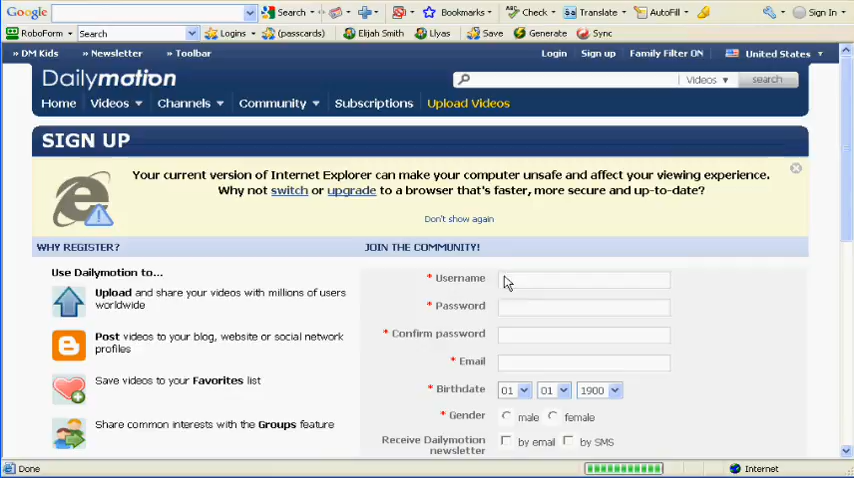 Google Search Bookmarks Check Translate AutoFill Sign In
RoboForm Search Logins (passcards) Elijah Smith Llyas Save Generate Sync
» DM Kids » Newsletter » Toolbar Login Sign up Family Filter ON United States
Dailymotion Videos search
Home Videos Channels Community Subscriptions Upload Videos
SIGN UP
Your current version of Internet Explorer can make your computer unsafe and affect your viewing experience.
Why not switch or upgrade to a browser that's faster, more secure and up-to-date?
Don't show again
WHY REGISTER? JOIN THE COMMUNITY!
Use Dailymotion to...
Upload and share your videos with millions of users
worldwide
Post videos to your blog, website or social network
profiles
Save videos to your Favorites list
Share common interests with the Groups feature
* Username
* Password
* Confirm password
* Email
* Birthdate 01 01 1900
* Gender male female
Receive Dailymotion by email by SMS
newsletter
Done Internet